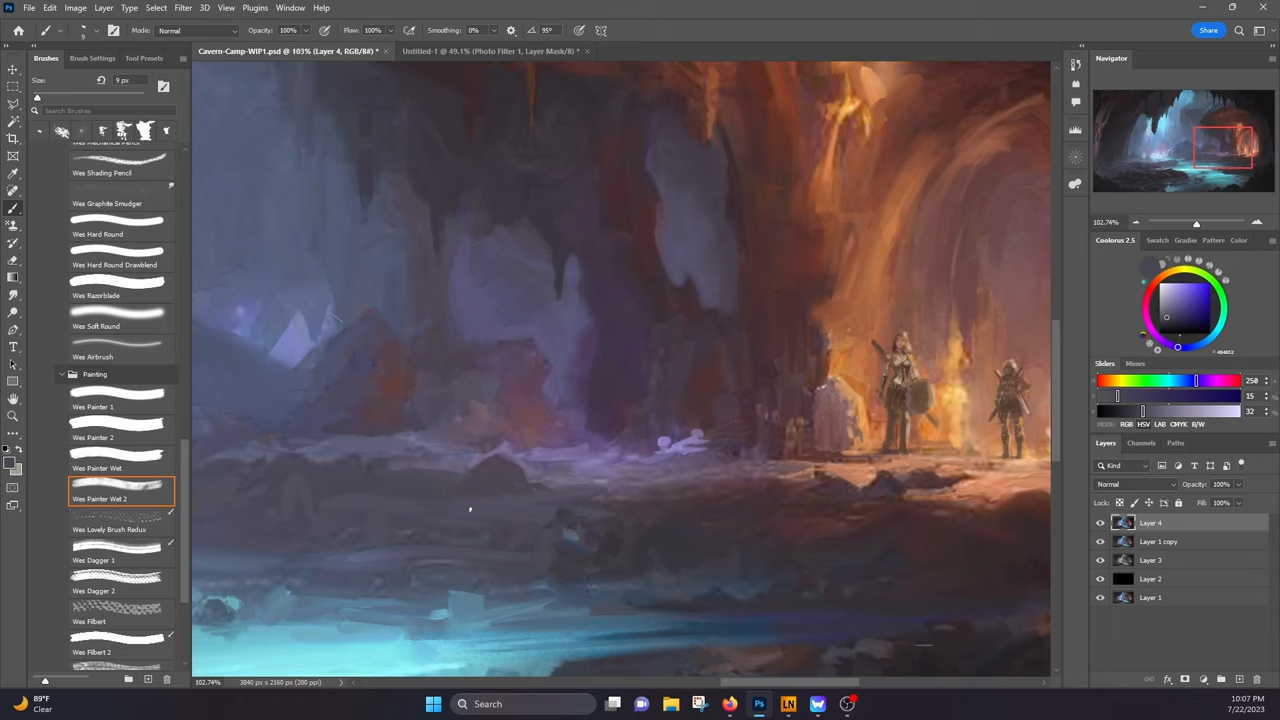 File Edit Image Layer Type Select Filter 3D View Plugins Window Help
Mode: Normal Opacity: 100% Flow: 100% Smoothing: 0% 95° Share
Brushes Brush Settings Tool Presets
Cavern-Camp-WIP1.psd @ 103% (Layer 4, RGB/8#) * ×
Untitled-1 @ 49.1% (Photo Filter 1, Layer Mask/8) * ×
Size: 9 px
Search Brushes
Wes Mechanical Pencil
Wes Shading Pencil
Wes Graphite Smudger
Wes Hard Round
Wes Hard Round Drawblend
Wes Razorblade
Wes Soft Round
Wes Airbrush
Painting
Wes Painter 1
Wes Painter 2
Wes Painter Wet
Wes Painter Wet 2
Wes Lovely Brush Redux
Wes Dagger 1
Wes Dagger 2
Wes Filbert
Wes Filbert 2
Navigator
102.74%
Coolorus 2.5 Swatch Gradien Pattern Color
Sliders Mixers
250
15
32
MODE: RGB HSV LAB CMYK B/W
Layers Channels Paths
Kind
Normal Opacity: 100%
Lock: Fill: 100%
Layer 4
Layer 1 copy
Layer 3
Layer 2
Layer 1
102.74% 3840 px x 2160 px (200 ppi)
89°F
Clear
Search
10:07 PM
7/22/2023